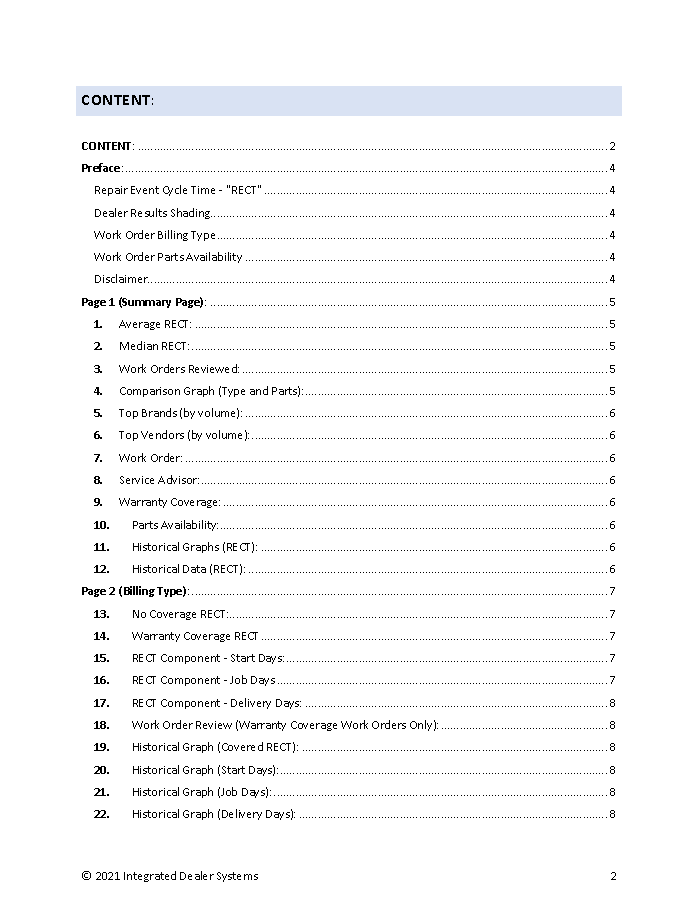 CONTENT:
CONTENT: 2
Preface: 4
Repair Event Cycle Time - "RECT" 4
Dealer Results Shading 4
Work Order Billing Type 4
Work Order Parts Availability 4
Disclaimer 4
Page 1 (Summary Page): 5
1. Average RECT: 5
2. Median RECT: 5
3. Work Orders Reviewed: 5
4. Comparison Graph (Type and Parts): 5
5. Top Brands (by volume): 6
6. Top Vendors (by volume): 6
7. Work Order: 6
8. Service Advisor: 6
9. Warranty Coverage: 6
10. Parts Availability: 6
11. Historical Graphs (RECT): 6
12. Historical Data (RECT): 6
Page 2 (Billing Type): 7
13. No Coverage RECT: 7
14. Warranty Coverage RECT 7
15. RECT Component - Start Days: 7
16. RECT Component - Job Days 7
17. RECT Component - Delivery Days: 8
18. Work Order Review (Warranty Coverage Work Orders Only): 8
19. Historical Graph (Covered RECT): 8
20. Historical Graph (Start Days): 8
21. Historical Graph (Job Days): 8
22. Historical Graph (Delivery Days): 8
© 2021 Integrated Dealer Systems 2